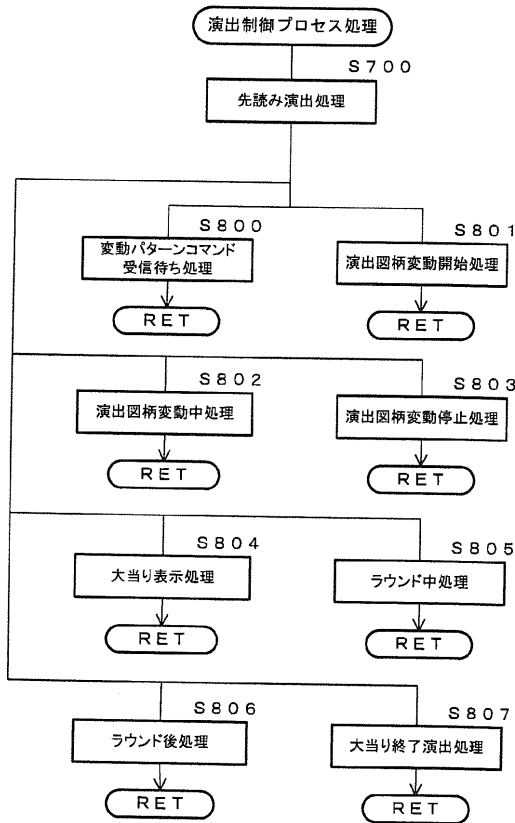 演出制御プロセス処理
S700
先読み演出処理
S800
変動パターンコマンド
受信待ち処理
RET
S801
演出図柄変動開始処理
RET
S802
演出図柄変動中処理
RET
S803
演出図柄変動停止処理
RET
S804
大当り表示処理
RET
S805
ラウンド中処理
RET
S806
ラウンド後処理
RET
S807
大当り終了演出処理
RET